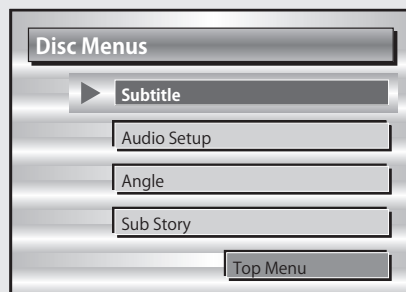 Disc Menus
Subtitle
Audio Setup
Angle
Sub Story
Top Menu